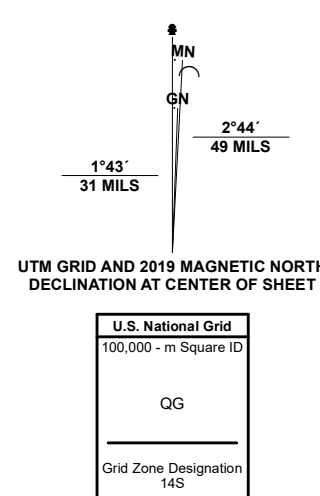 MN
GN
2°44´
49 MILS
1°43´
31 MILS
UTM GRID AND 2019 MAGNETIC NORTH
DECLINATION AT CENTER OF SHEET
U.S. National Grid
100,000 - m Square ID
QG
Grid Zone Designation
14S